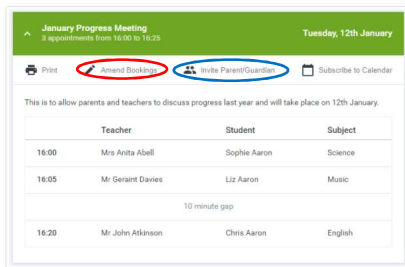 January Progress Meeting
3 appointments from 16:00 to 16:25
Tuesday, 12th January
Print
Amend Bookings
Invite Parent/Guardian
Subscribe to Calendar
This is to allow parents and teachers to discuss progress last year and will take place on 12th January.
Teacher Student Subject
16:00 Mrs Anita Abell Sophie Aaron Science
16:05 Mr Geraint Davies Liz Aaron Music
10 minute gap
16:20 Mr John Atkinson Chris Aaron English